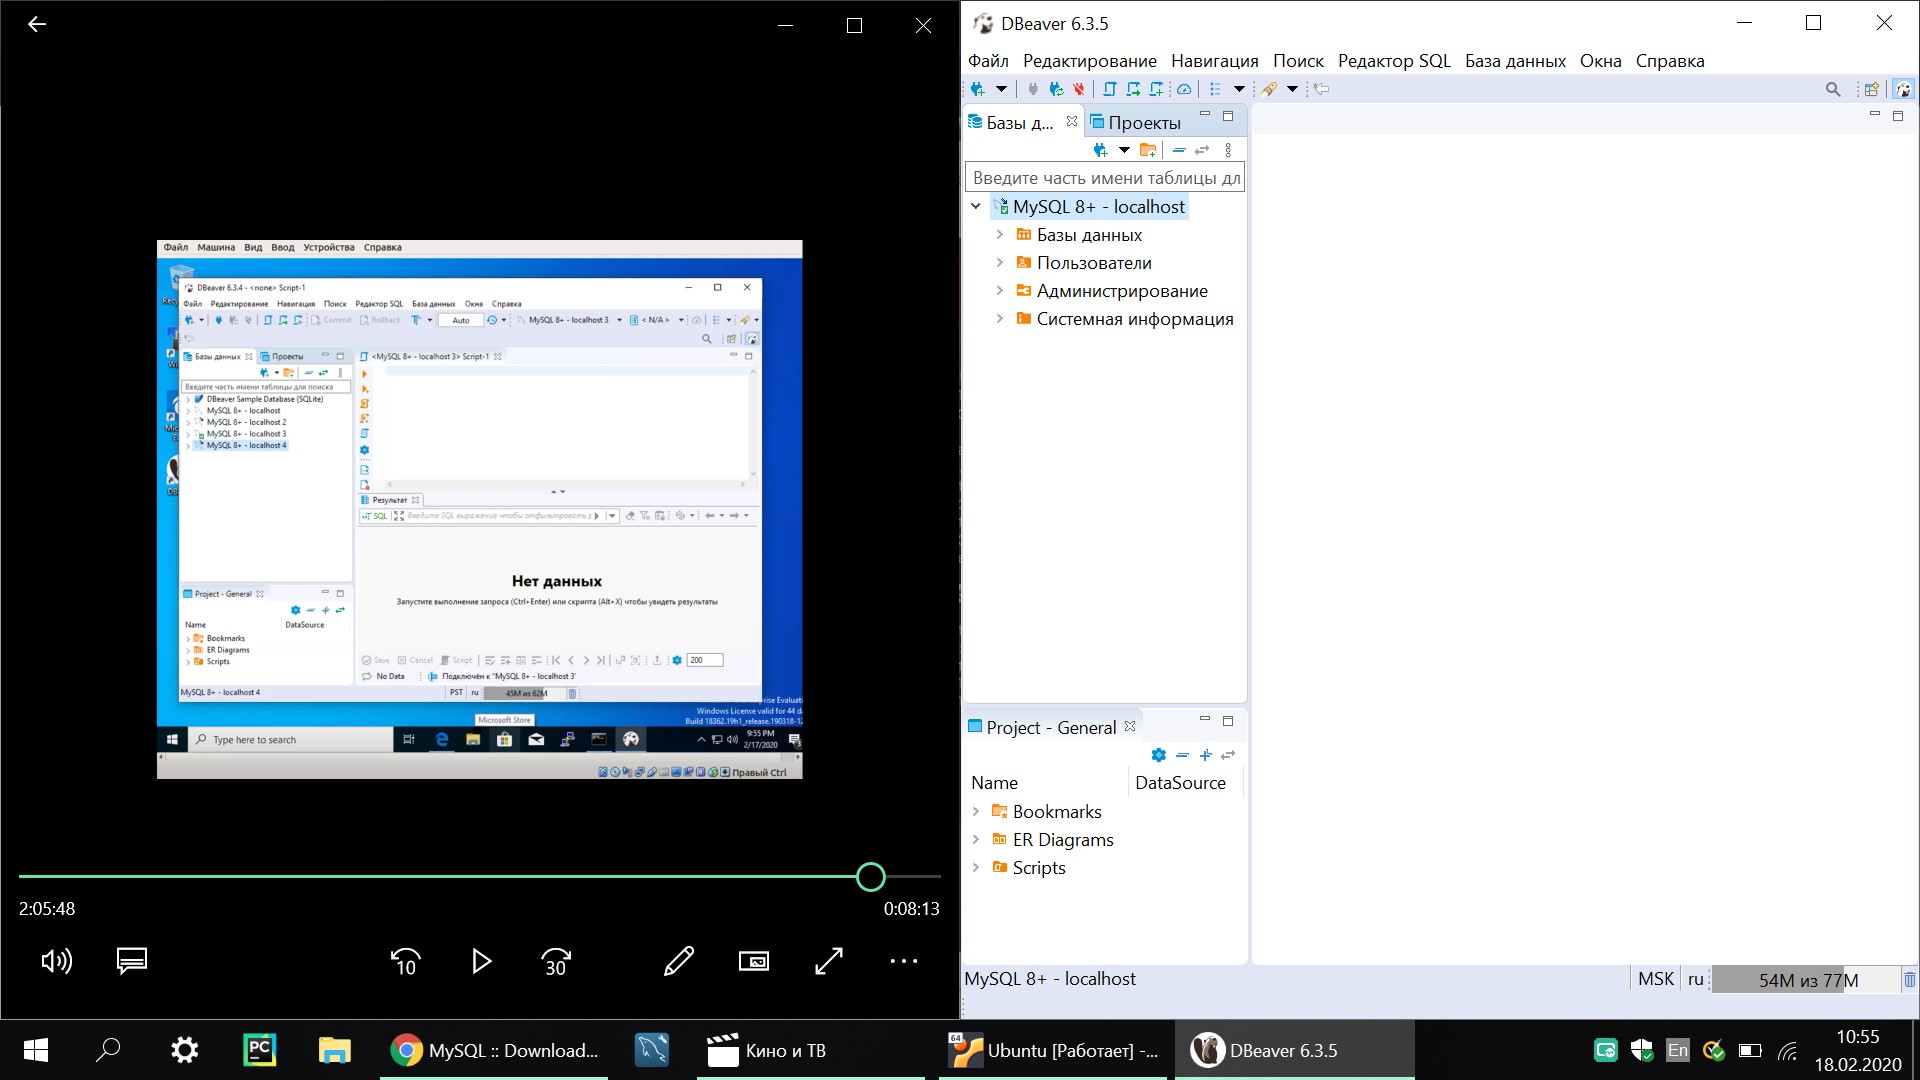 Файл Машина Вид Ввод Устройства Справка
DBeaver 6.3.4 - <none> Script-1
Файл Редактирование Навигация Поиск Редактор SQL База данных Окна Справка
Commit Rollback Auto MySQL 8+ - localhost 3 < N/A >
Базы данных Проекты
<MySQL 8+ - localhost 3> Script-1
Введите часть имени таблицы для поиска
DBeaver Sample Database (SQLite)
MySQL 8+ - localhost
MySQL 8+ - localhost 2
MySQL 8+ - localhost 3
MySQL 8+ - localhost 4
Результат
SQL Введите SQL выражение чтобы отфильтровать
Нет данных
Запустите выполнение запроса (Ctrl+Enter) или скрипта (Alt+X) чтобы увидеть результаты
Project - General
Name DataSource
Bookmarks
ER Diagrams
Scripts
Save Cancel Script 200
No Data Подключён к "MySQL 8+ - localhost 3'
MySQL 8+ - localhost 4 PST ru 45M из 62M
Windows License valid for 44 d
Build 18362.19h1_release.190318-12
Microsoft Store
Type here to search
9:55 PM
2/17/2020
Правый Ctrl
2:05:48 0:08:13
10 30
DBeaver 6.3.5
Файл Редактирование Навигация Поиск Редактор SQL База данных Окна Справка
Базы д... Проекты
Введите часть имени таблицы дл
MySQL 8+ - localhost
Базы данных
Пользователи
Администрирование
Системная информация
Project - General
Name DataSource
Bookmarks
ER Diagrams
Scripts
MySQL 8+ - localhost MSK ru 54M из 77M
PC MySQL :: Download... Кино и ТВ 64 Ubuntu [Работает] -... DBeaver 6.3.5 En
10:55
18.02.2020